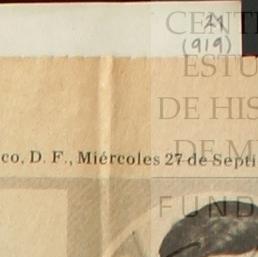 21
(919)
CENT
ESTU
DE HIS
DE M
co, D. F., Miércoles 27 de Septi
FUND